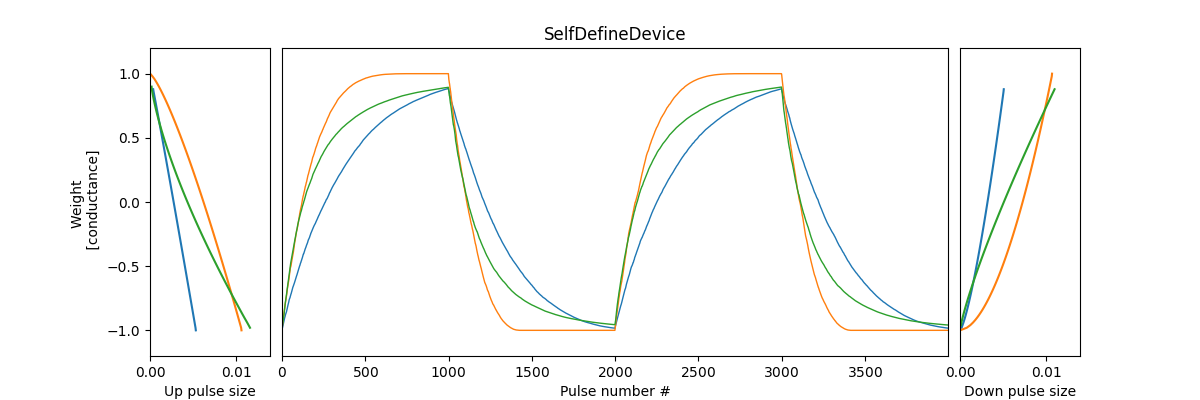 SelfDefineDevice
Weight
[conductance]
1.0
0.5
0.0
−0.5
−1.0
0.00 0.01
Up pulse size
0 500 1000 1500 2000 2500 3000 3500
Pulse number #
0.00 0.01
Down pulse size